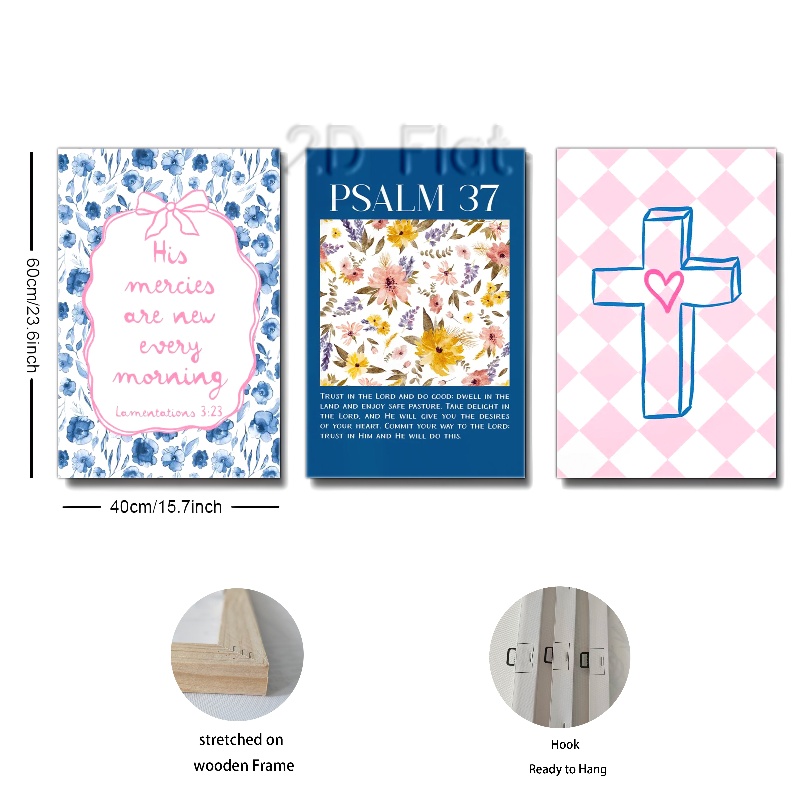 2D Flat
His
mercies
are new
every
morning
Lamentations 3:23
PSALM 37
TRUST IN THE LORD AND DO GOOD; DWELL IN THE
LAND AND ENJOY SAFE PASTURE. TAKE DELIGHT IN
THE LORD, AND HE WILL GIVE YOU THE DESIRES
OF YOUR HEART. COMMIT YOUR WAY TO THE LORD;
TRUST IN HIM AND HE WILL DO THIS.
60cm/23.6inch
40cm/15.7inch
stretched on
wooden Frame
Hook
Ready to Hang